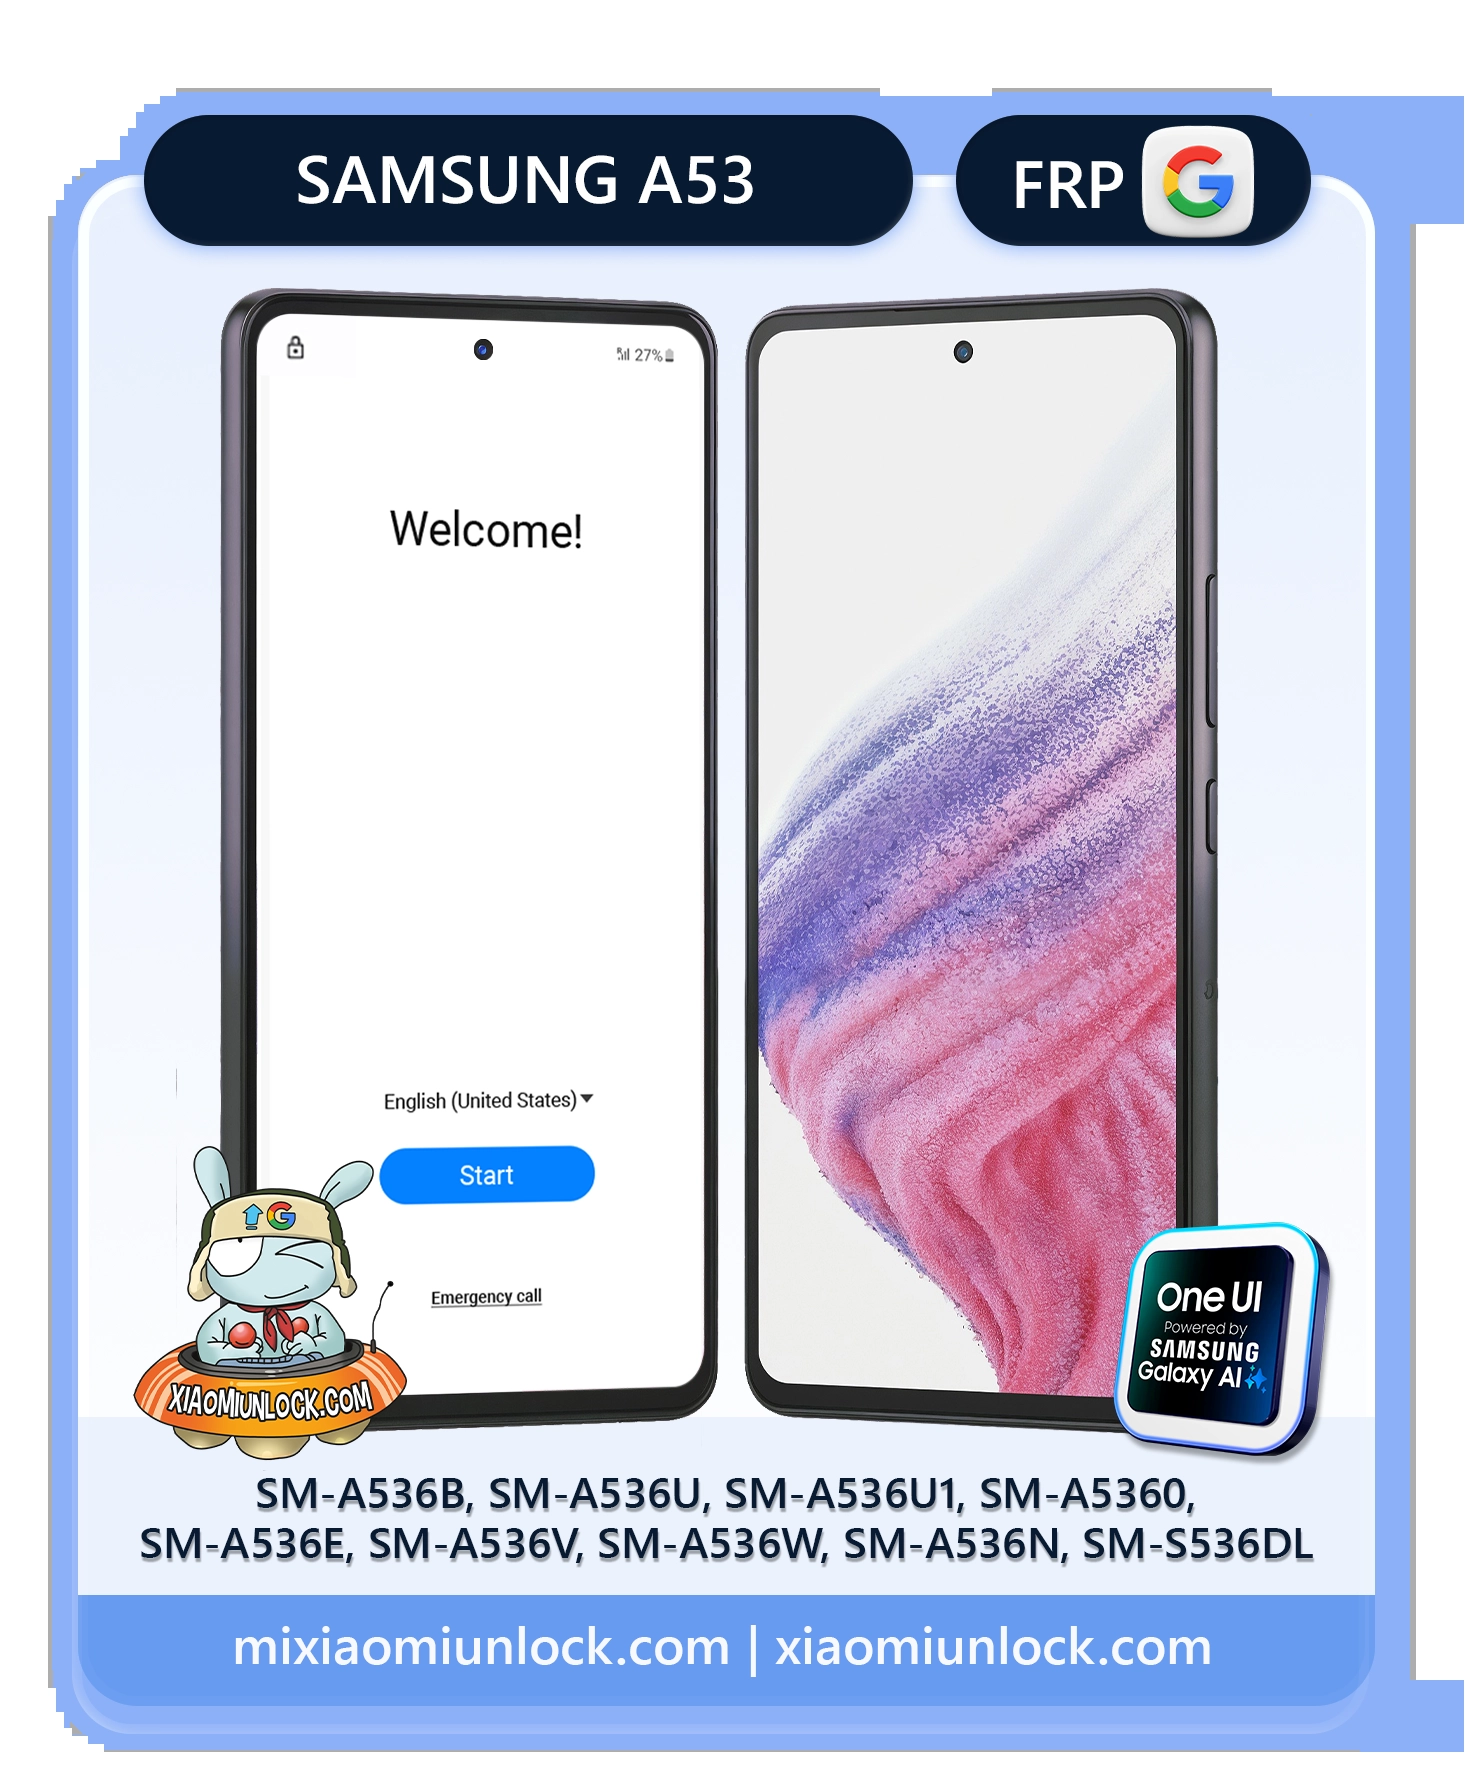 SAMSUNG A53
FRP G
27%
Welcome!
English (United States)
Start
G
Emergency call
XIAOMIUNLOCK.COM
One UI
Powered by
SAMSUNG
Galaxy AI
SM-A536B, SM-A536U, SM-A536U1, SM-A5360,
SM-A536E, SM-A536V, SM-A536W, SM-A536N, SM-S536DL
mixiaomiunlock.com | xiaomiunlock.com